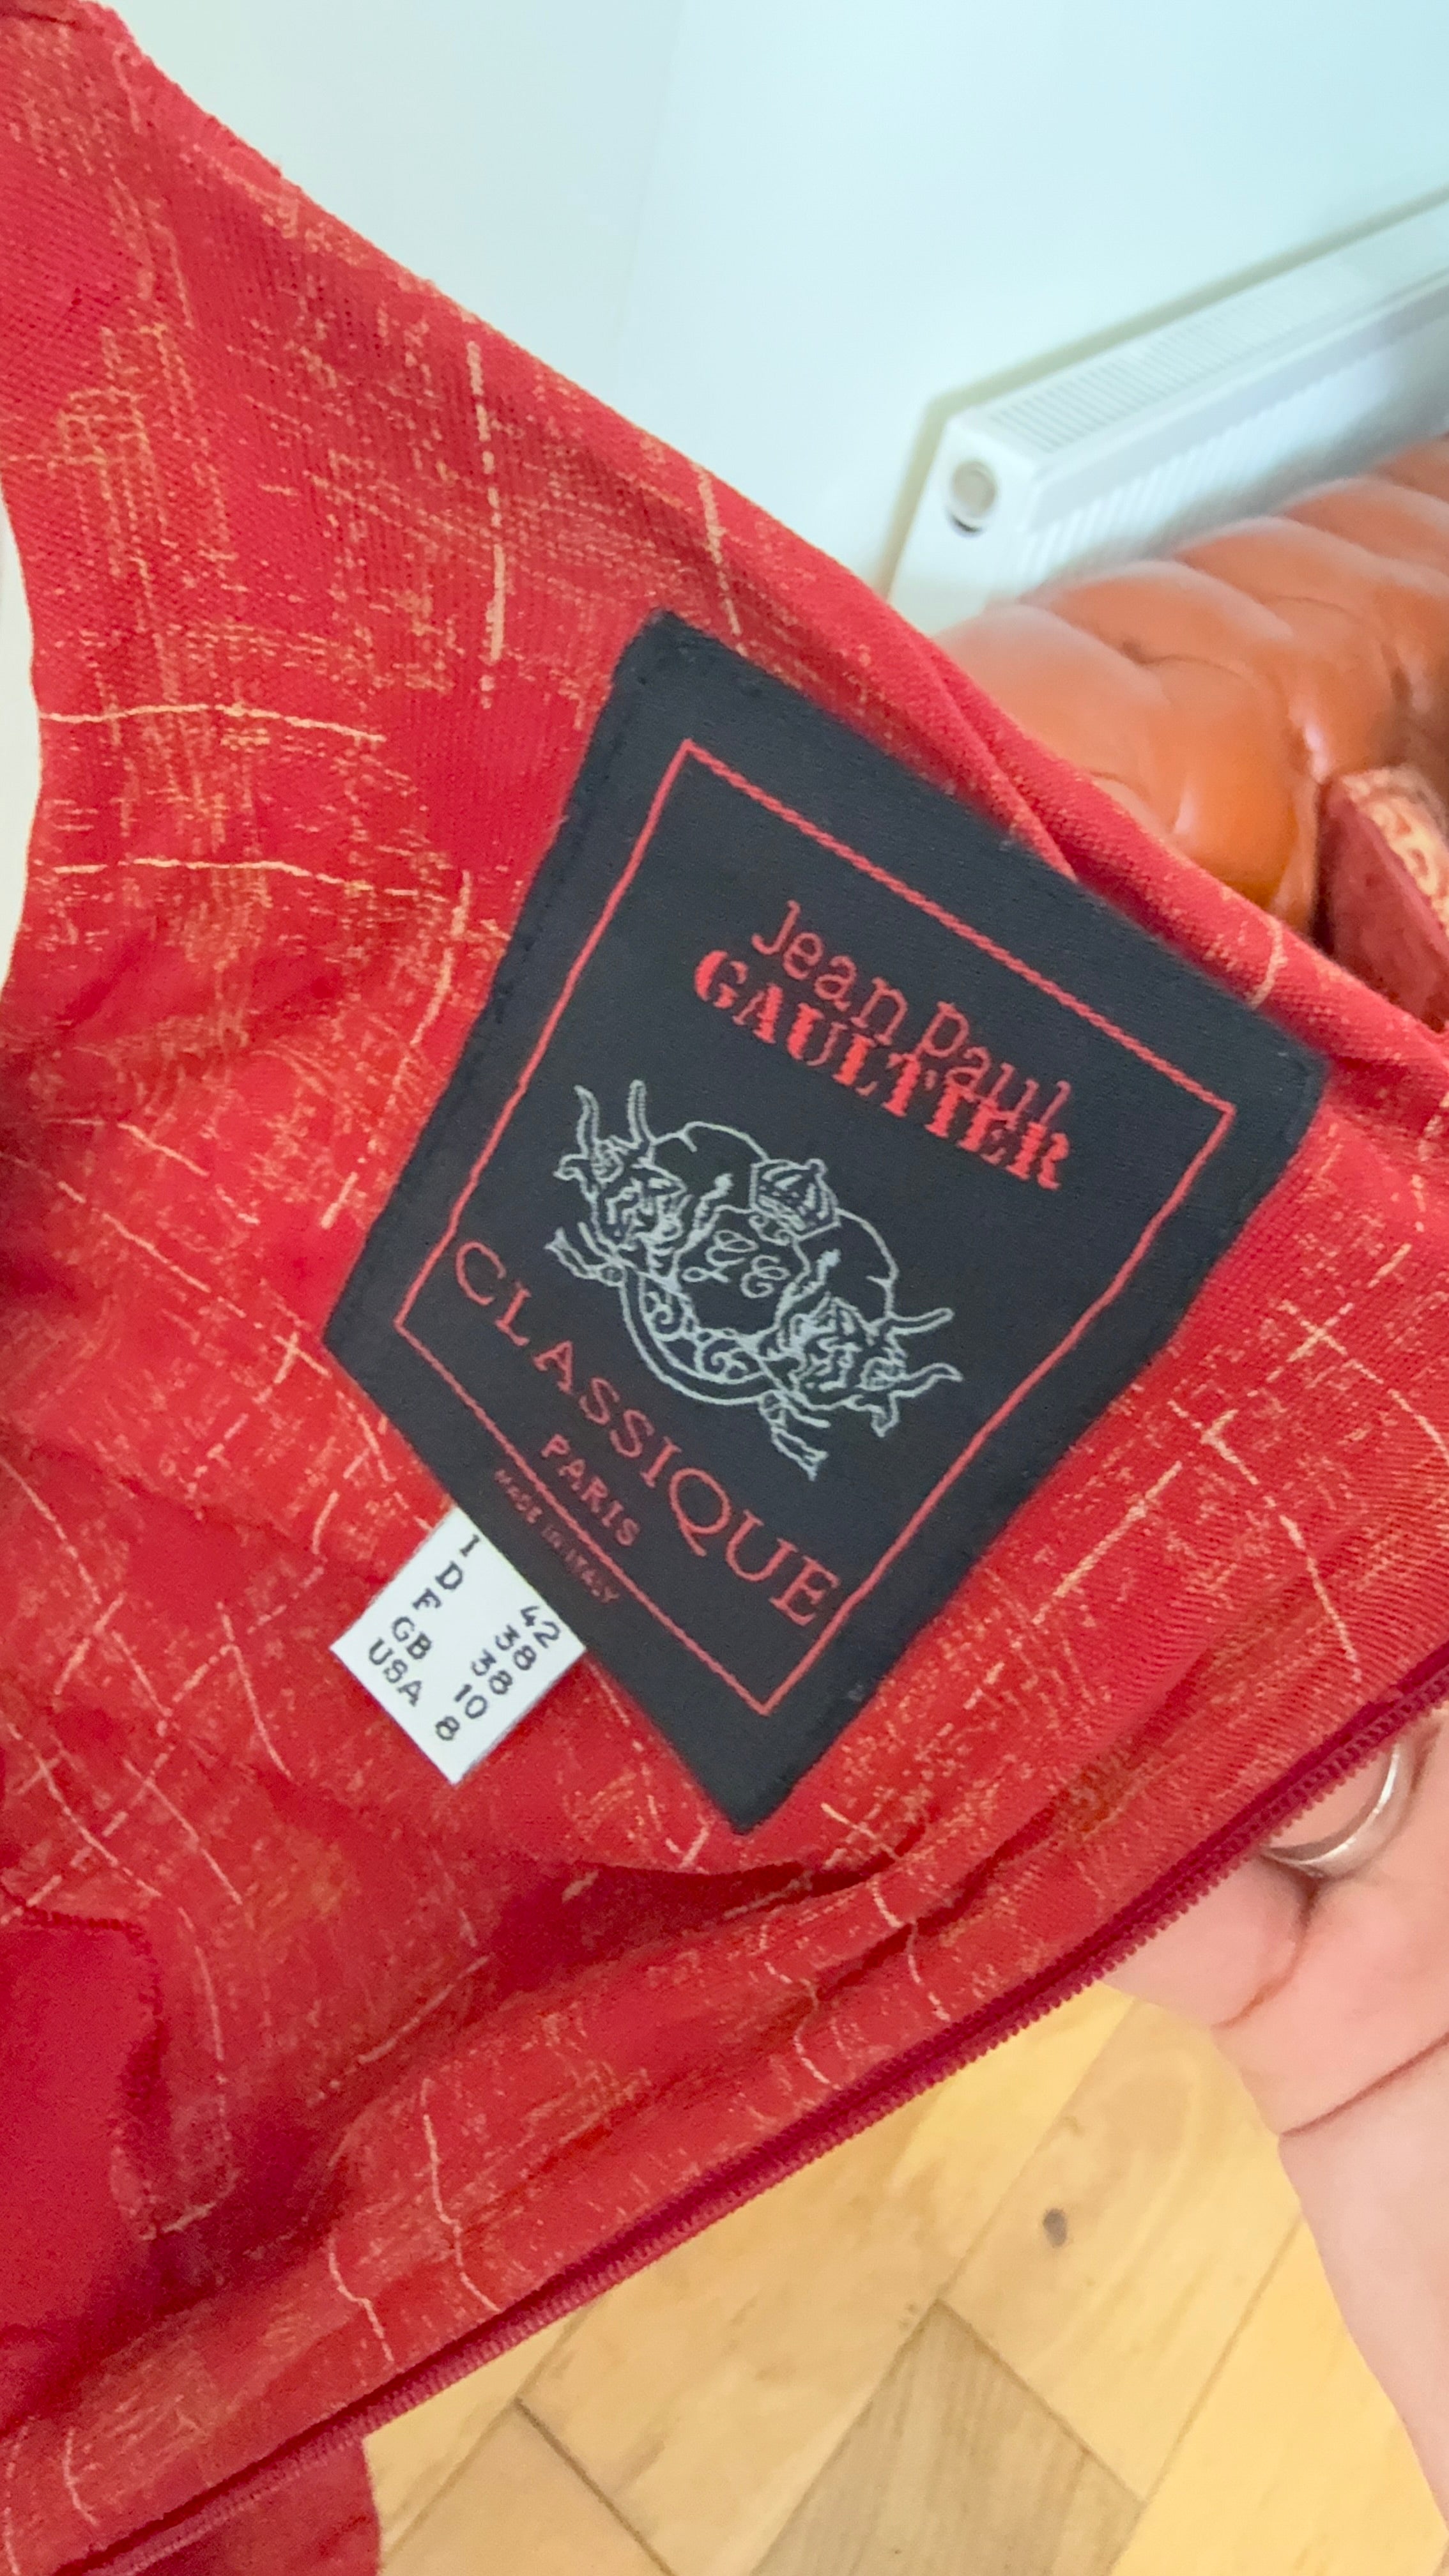 Jean Paul
GAULTIER
CLASSIQUE
PARIS
MADE IN ITALY
I 42
D 38
F 38
GB 10
USA 8